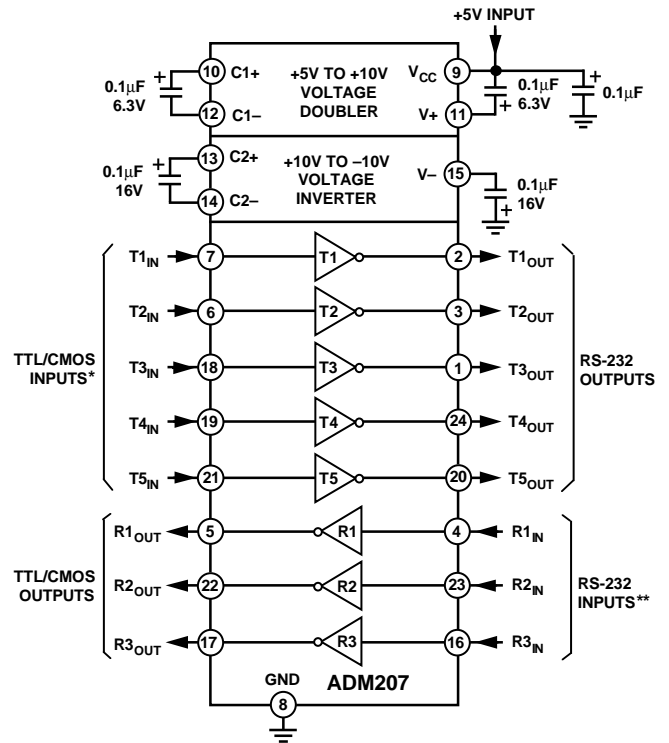 +5V INPUT
10 C1+ +5V TO +10V VCC 9
0.1μF + VOLTAGE + 0.1μF + 0.1μF
6.3V DOUBLER 6.3V
12 C1– V+ 11
13 C2+ +10V TO –10V
0.1μF + VOLTAGE V– 15 0.1μF
16V INVERTER + 16V
14 C2–
T1IN 7 T1 2 T1OUT
T2IN 6 T2 3 T2OUT
TTL/CMOS
INPUTS*
T3IN 18 T3 1 T3OUT
RS-232
OUTPUTS
T4IN 19 T4 24 T4OUT
T5IN 21 T5 20 T5OUT
R1OUT 5 R1 4 R1IN
TTL/CMOS
OUTPUTS
R2OUT 22 R2 23 R2IN
RS-232
INPUTS**
R3OUT 17 R3 16 R3IN
GND ADM207
8